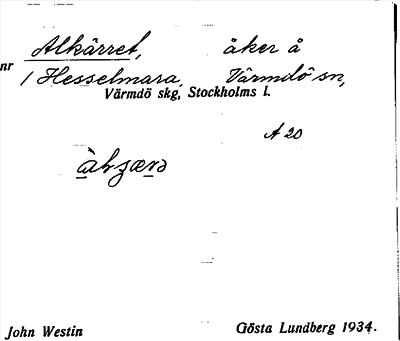 Alkärret, åker å
nr 1 Hesselmara, Värmdö sn,
Värmdö skg, Stockholms l.
A 20
John Westin Gösta Lundberg 1934.